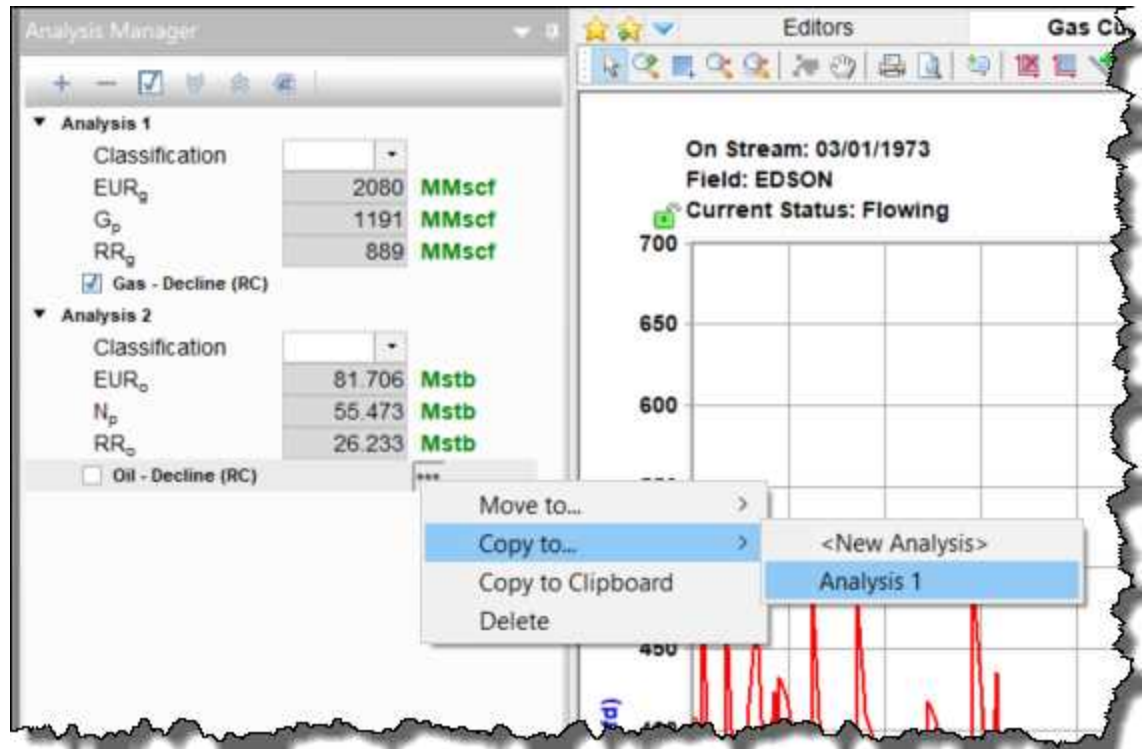 Analysis Manager
Analysis 1
Classification
EURg 2080 MMscf
Gp 1191 MMscf
RRg 889 MMscf
Gas - Decline (RC)
Analysis 2
Classification
EURo 81.706 Mstb
Np 55.473 Mstb
RRo 26.233 Mstb
Oil - Decline (RC)
Move to...
Copy to...
Copy to Clipboard
Delete
<New Analysis>
Analysis 1
Editors
On Stream: 03/01/1973
Field: EDSON
Current Status: Flowing
700
650
600
450